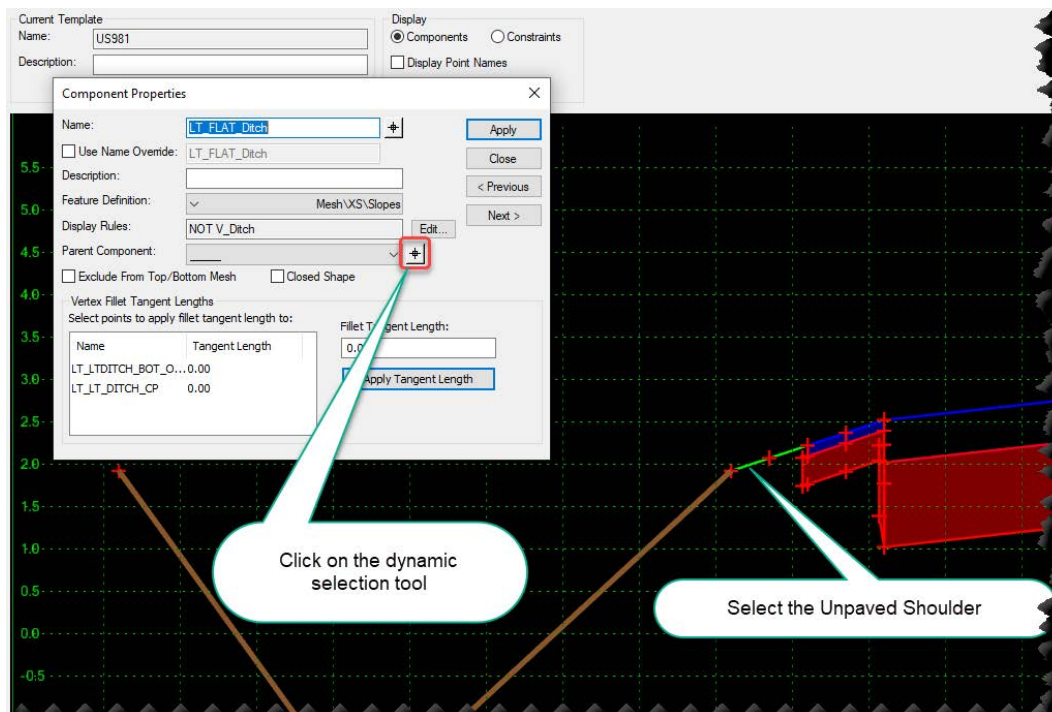 Current Template
Name: US981
Description:
Display
Components Constraints
Display Point Names
Component Properties
Name: LT_FLAT_Ditch
Apply
Use Name Override: LT_FLAT_Ditch
Close
Description:
< Previous
Feature Definition: Mesh\XS\Slopes
Next >
Display Rules: NOT V_Ditch Edit...
Parent Component:
Exclude From Top/Bottom Mesh Closed Shape
Vertex Fillet Tangent Lengths
Select points to apply fillet tangent length to:
Name Tangent Length
LT_LTDITCH_BOT_O...0.00
LT_LT_DITCH_CP 0.00
Fillet Tangent Length:
0.0
Apply Tangent Length
5.5
5.0
4.5
4.0
3.5
3.0
2.5
2.0
1.5
1.0
0.5
0.0
-0.5
Click on the dynamic
selection tool
Select the Unpaved Shoulder